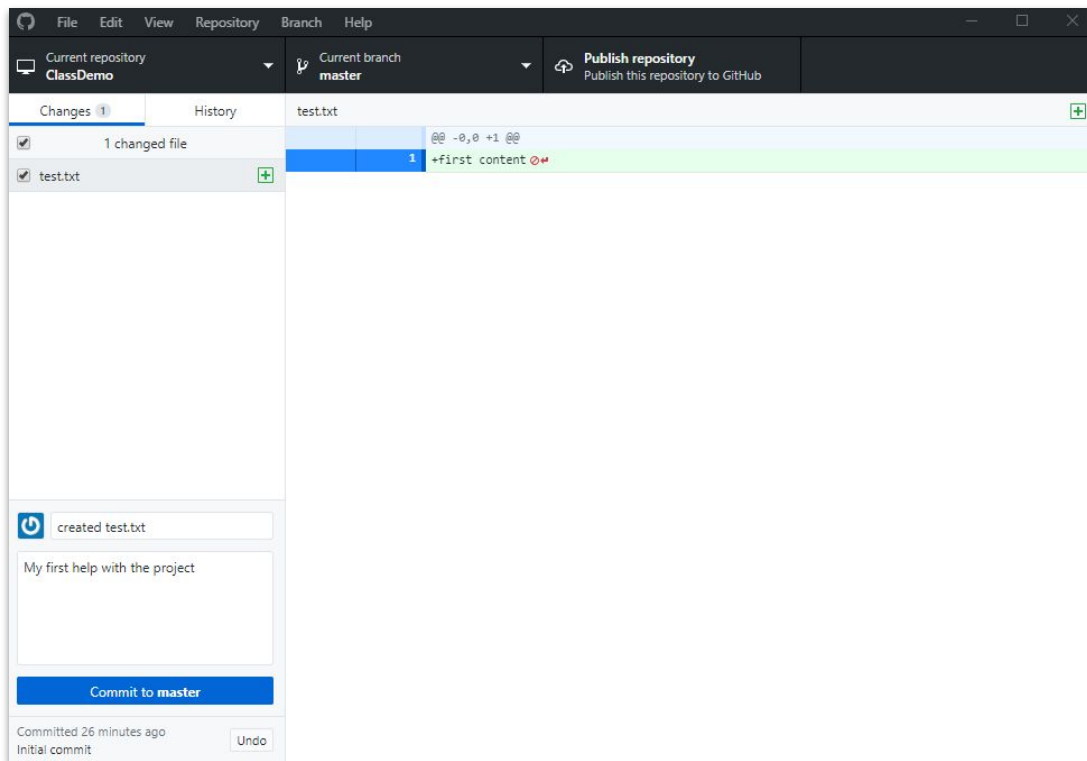 File Edit View Repository Branch Help
Current repository
ClassDemo
Current branch
master
Publish repository
Publish this repository to GitHub
Changes 1 History
test.txt
1 changed file
@@ -0,0 +1 @@
1 +first content
test.txt
created test.txt
My first help with the project
Commit to master
Committed 26 minutes ago
Initial commit
Undo